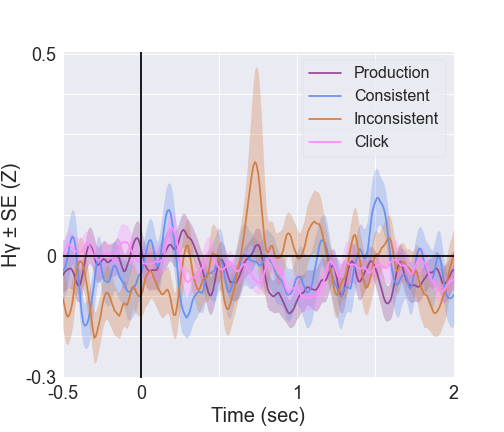 0.5
Production
Consistent
Inconsistent
Click
Hγ ± SE (Z)
0
-0.3
-0.5 0 1 2
Time (sec)